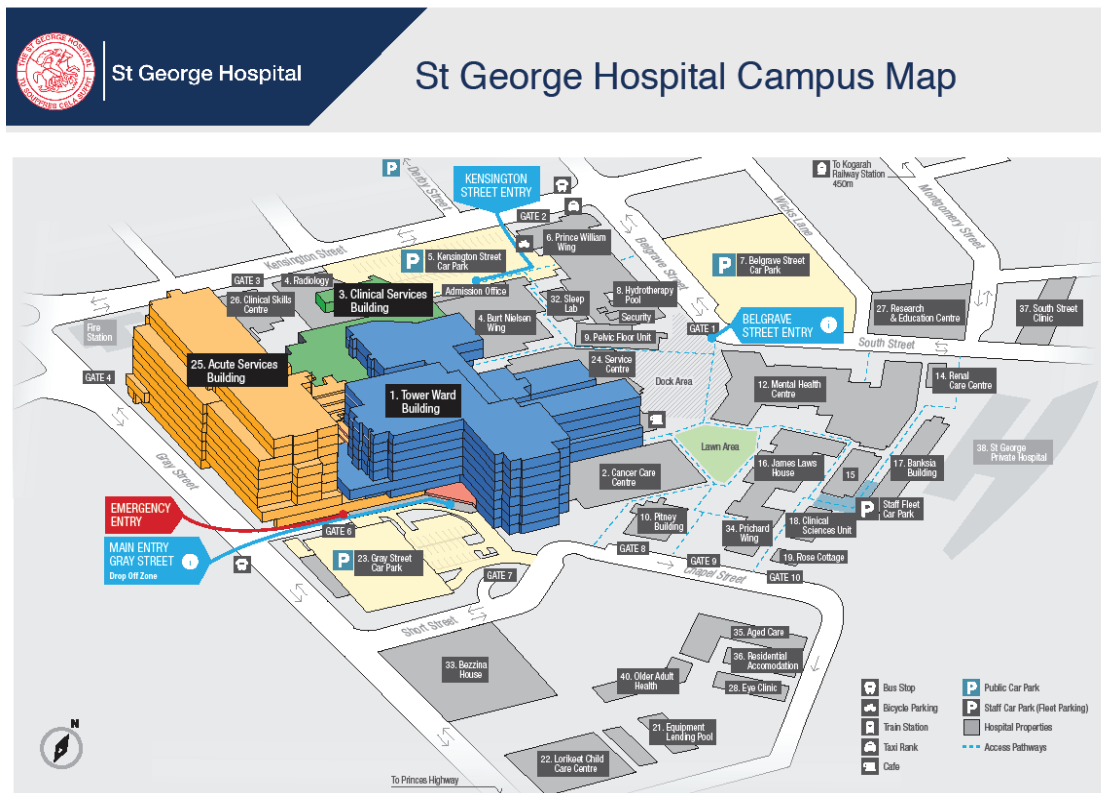 THE ST GEORGE HOSPITAL
TU SOUFFRES CELA SUFFIT
St George Hospital
St George Hospital Campus Map
P
Derby Street
KENSINGTON
STREET ENTRY
To Kogarah
Railway Station
450m
Montgomery Street
Wicks Lane
GATE 2
6. Prince William
Wing
Belgrave Street
Kensington Street
P
5. Kensington Street
Car Park
P
7. Belgrave Street
Car Park
GATE 3
4. Radiology
Admission Office
3. Clinical Services
Building
26. Clinical Skills
Centre
32. Sleep
Lab
8. Hydrotherapy
Pool
Security
4. Burt Nielsen
Wing
9. Pelvic Floor Unit
GATE 1
BELGRAVE
STREET ENTRY
i
27. Research
& Education Centre
37. South Street
Clinic
South Street
Fire
Station
GATE 4
25. Acute Services
Building
24. Service
Centre
Dock Area
12. Mental Health
Centre
14. Renal
Care Centre
1. Tower Ward
Building
Lawn Area
38. St George
Private Hospital
Gray Street
2. Cancer Care
Centre
16. James Laws
House
15
17. Banksia
Building
P
Staff Fleet
Car Park
EMERGENCY
ENTRY
10. Pitney
Building
34. Prichard
Wing
18. Clinical
Sciences Unit
GATE 6
MAIN ENTRY
GRAY STREET
Drop Off Zone
i
P
23. Gray Street
Car Park
GATE 8
GATE 9
19. Rose Cottage
GATE 7
Chapel Street
GATE 10
Short Street
33. Bezzina
House
35. Aged Care
36. Residential
Accomodation
40. Older Adult
Health
28. Eye Clinic
21. Equipment
Lending Pool
22. Lorikeet Child
Care Centre
To Princes Highway
N
Bus Stop
Bicycle Parking
Train Station
Taxi Rank
Cafe
P
Public Car Park
P
Staff Car Park (Fleet Parking)
Hospital Properties
Access Pathways